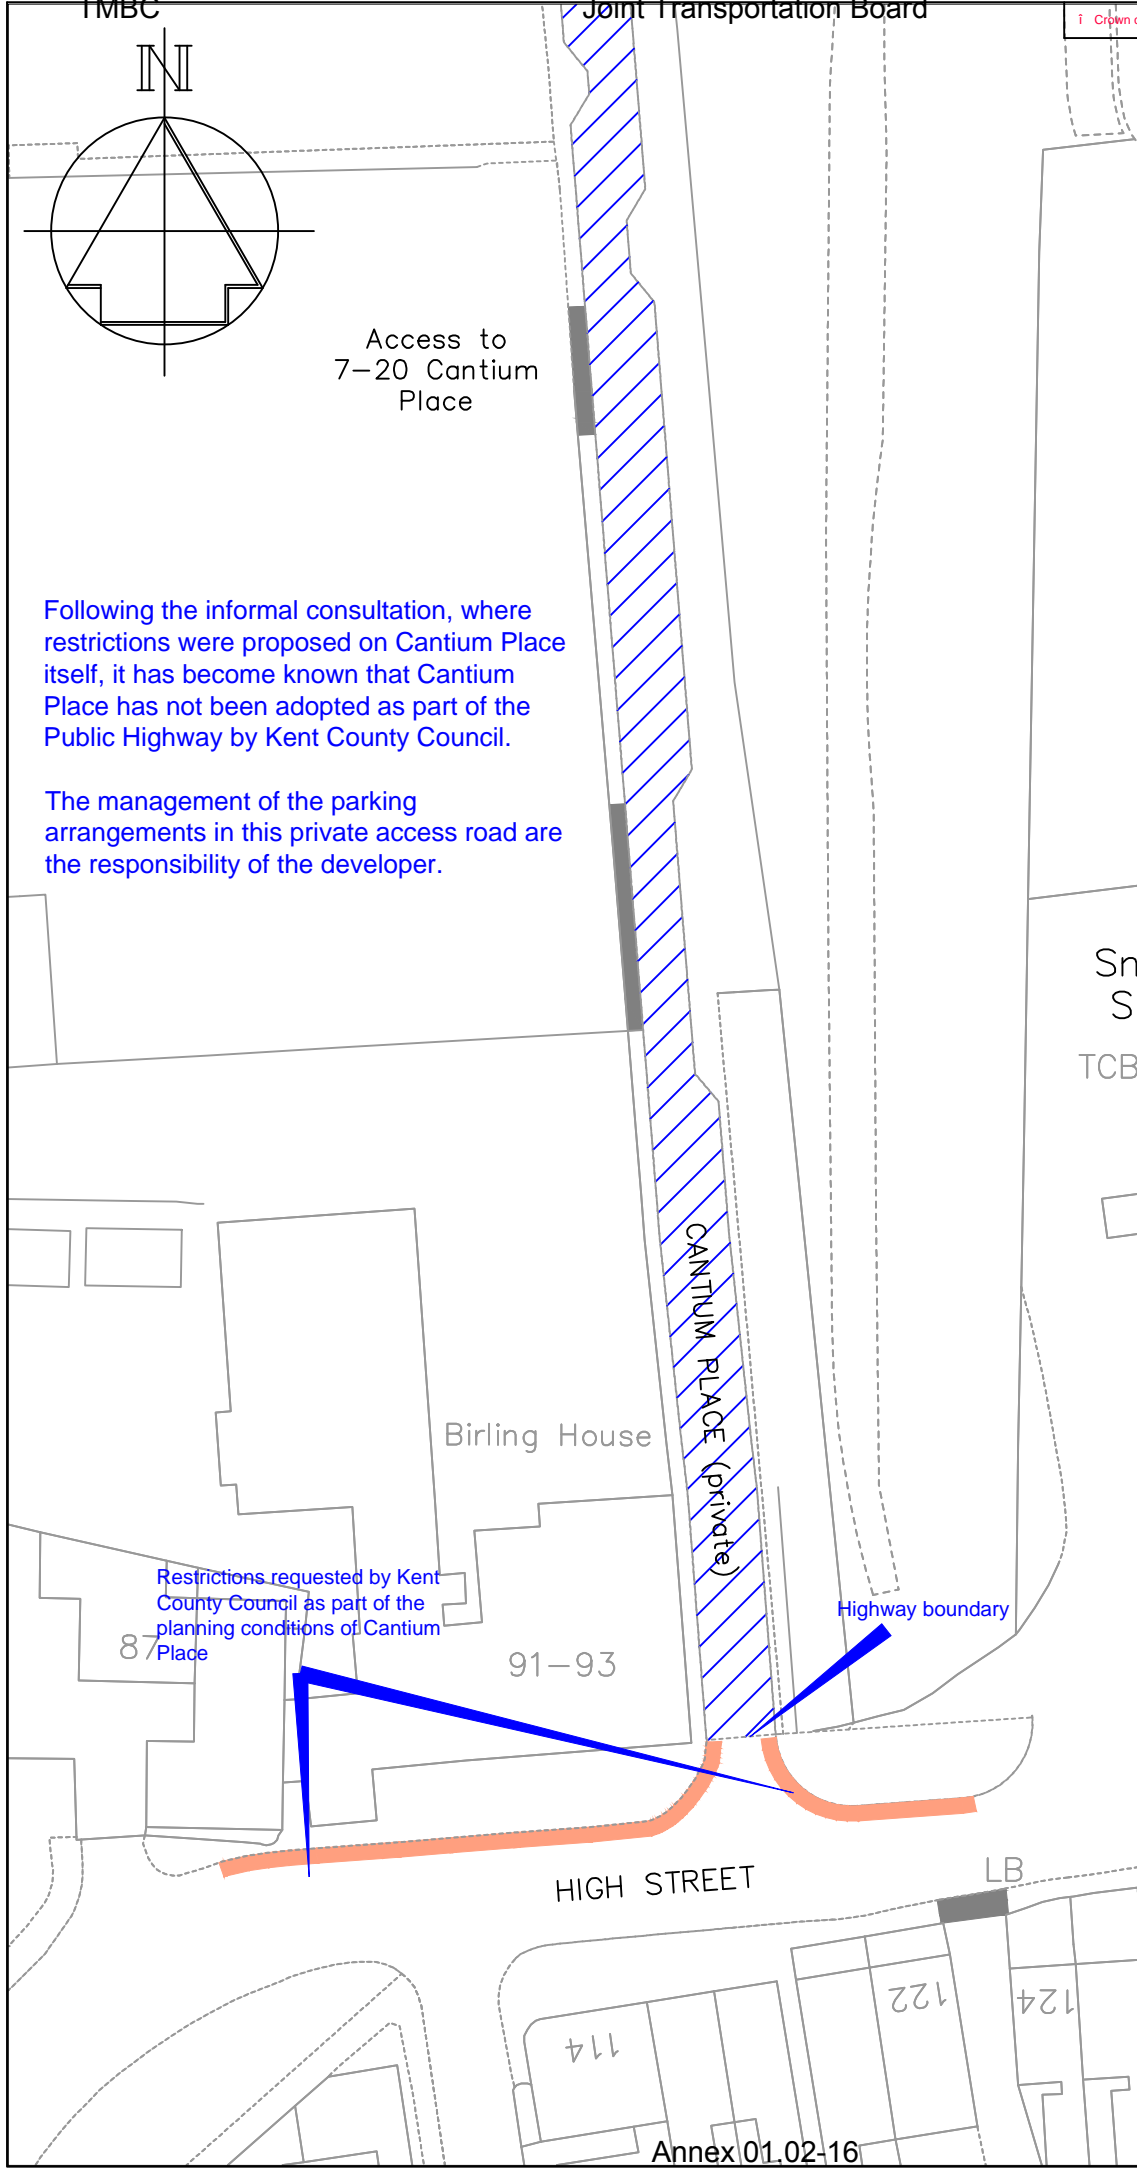 TMBC
Joint Transportation Board
î Crown
N
Access to
7-20 Cantium
Place
Following the informal consultation, where
restrictions were proposed on Cantium Place
itself, it has become known that Cantium
Place has not been adopted as part of the
Public Highway by Kent County Council.
The management of the parking
arrangements in this private access road are
the responsibility of the developer.
TCB
CANTIUM PLACE (private)
Birling House
Restrictions requested by Kent
County Council as part of the
planning conditions of Cantium
Place
87
91-93
Highway boundary
HIGH STREET
LB
114
122
124
Annex 01.02-16